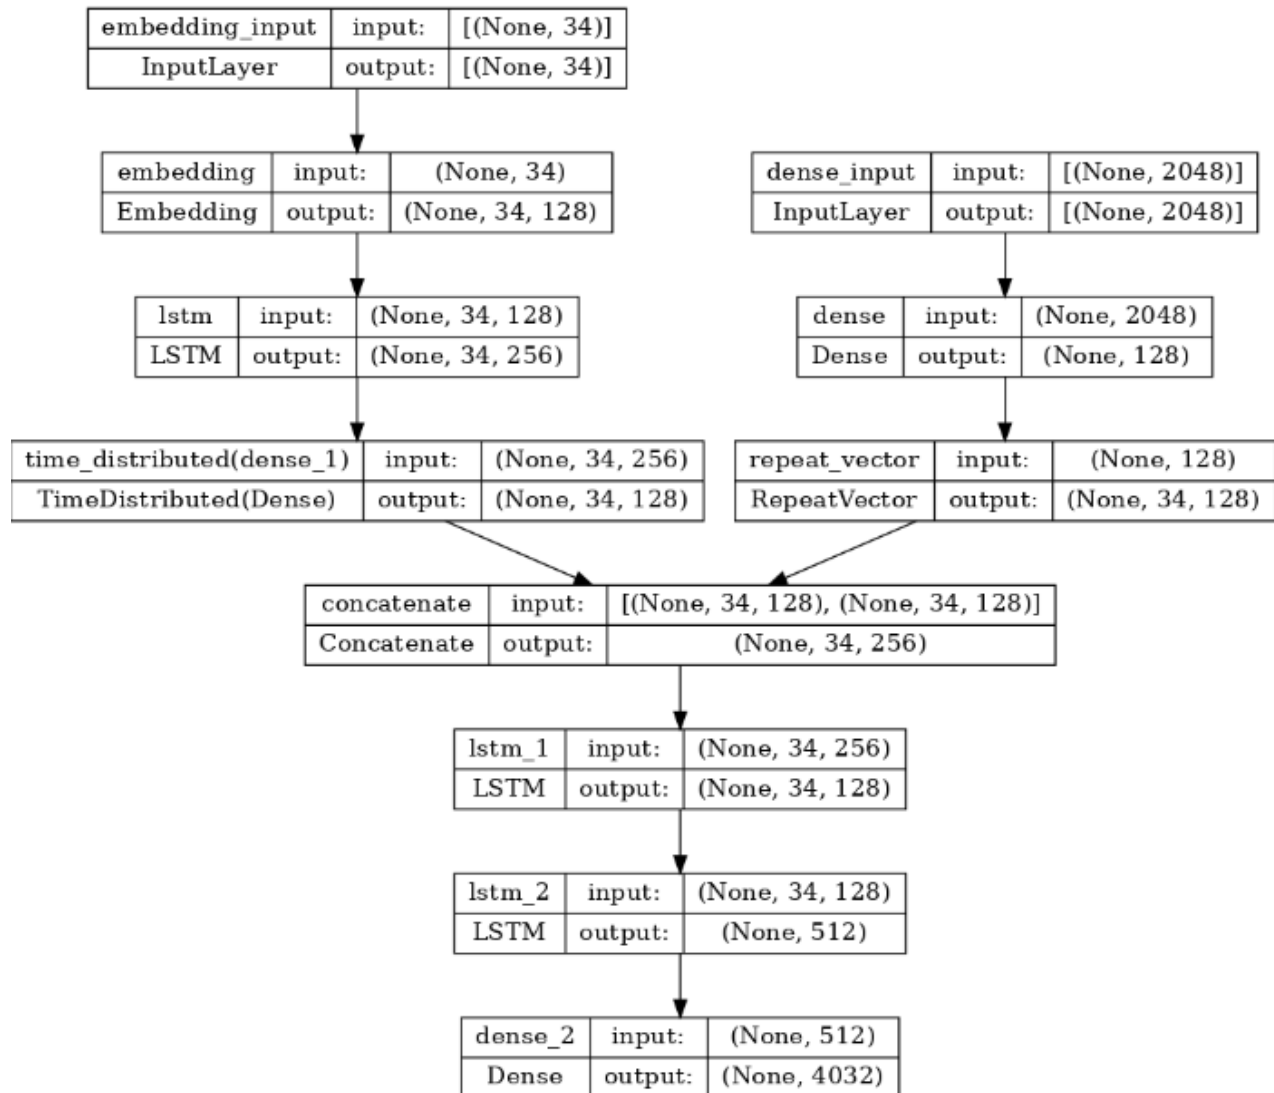 embedding_input input: [(None, 34)]
InputLayer output: [(None, 34)]
embedding input: (None, 34)
Embedding output: (None, 34, 128)
dense_input input: [(None, 2048)]
InputLayer output: [(None, 2048)]
lstm input: (None, 34, 128)
LSTM output: (None, 34, 256)
dense input: (None, 2048)
Dense output: (None, 128)
time_distributed(dense_1) input: (None, 34, 256)
TimeDistributed(Dense) output: (None, 34, 128)
repeat_vector input: (None, 128)
RepeatVector output: (None, 34, 128)
concatenate input: [(None, 34, 128), (None, 34, 128)]
Concatenate output: (None, 34, 256)
lstm_1 input: (None, 34, 256)
LSTM output: (None, 34, 128)
lstm_2 input: (None, 34, 128)
LSTM output: (None, 512)
dense_2 input: (None, 512)
Dense output: (None, 4032)